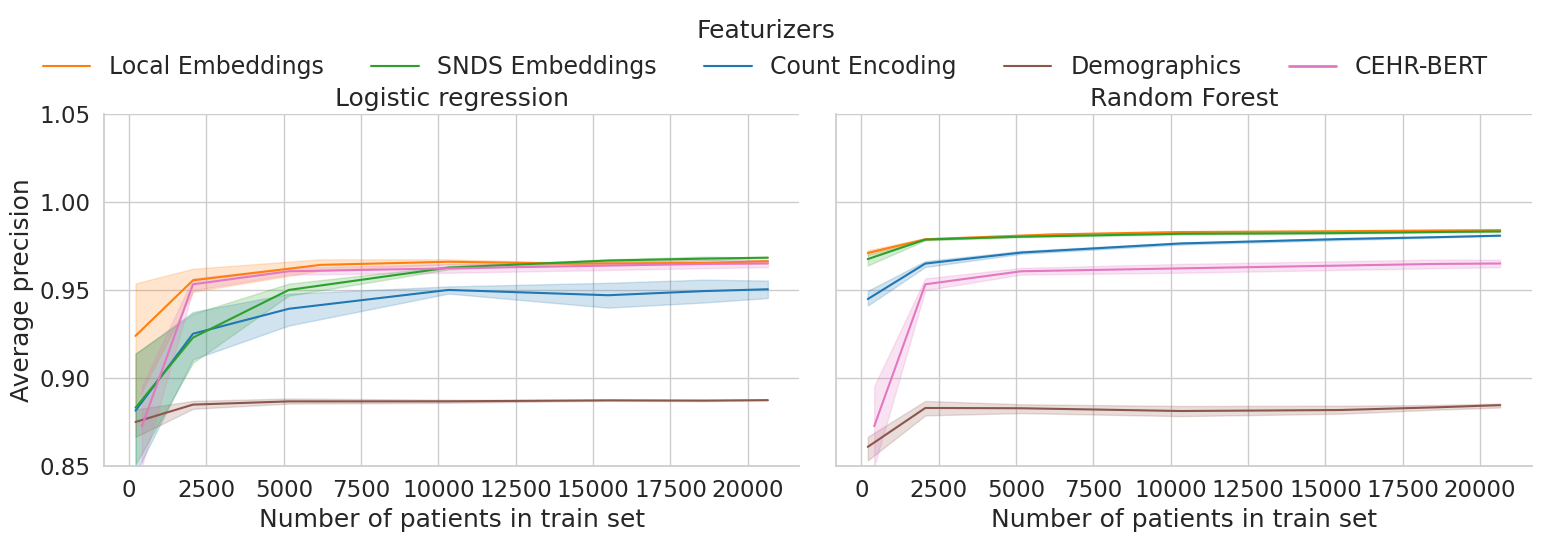 Featurizers
Local Embeddings SNDS Embeddings Count Encoding Demographics CEHR-BERT
Logistic regression
Random Forest
Average precision
1.05
1.00
0.95
0.90
0.85
0 2500 5000 7500 10000 12500 15000 17500 20000
0 2500 5000 7500 10000 12500 15000 17500 20000
Number of patients in train set
Number of patients in train set